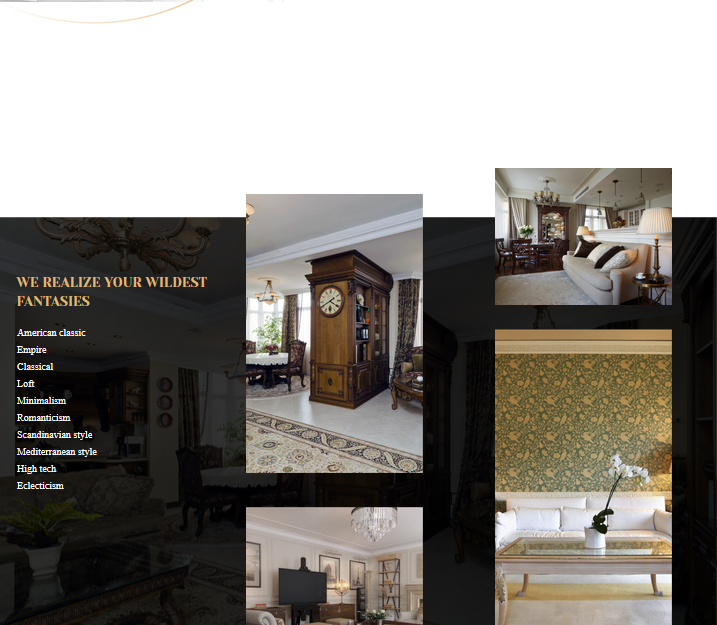 WE REALIZE YOUR WILDEST
FANTASIES
American classic
Empire
Classical
Loft
Minimalism
Romanticism
Scandinavian style
Mediterranean style
High tech
Eclecticism